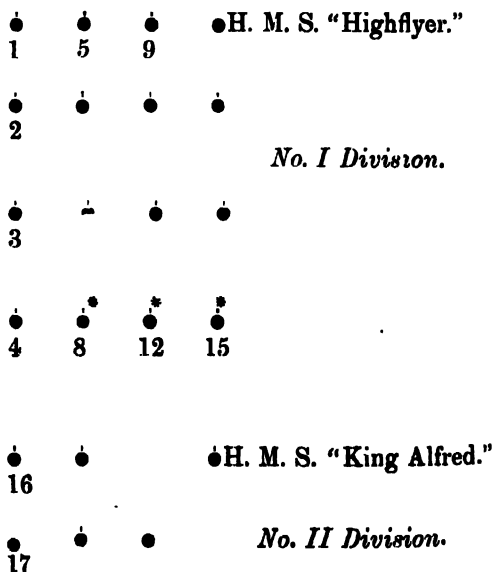 H. M. S. "Highflyer."
1 5 9
2
No. I Division.
3
* * *
4 8 12 15
H. M. S. "King Alfred."
16
No. II Division.
17